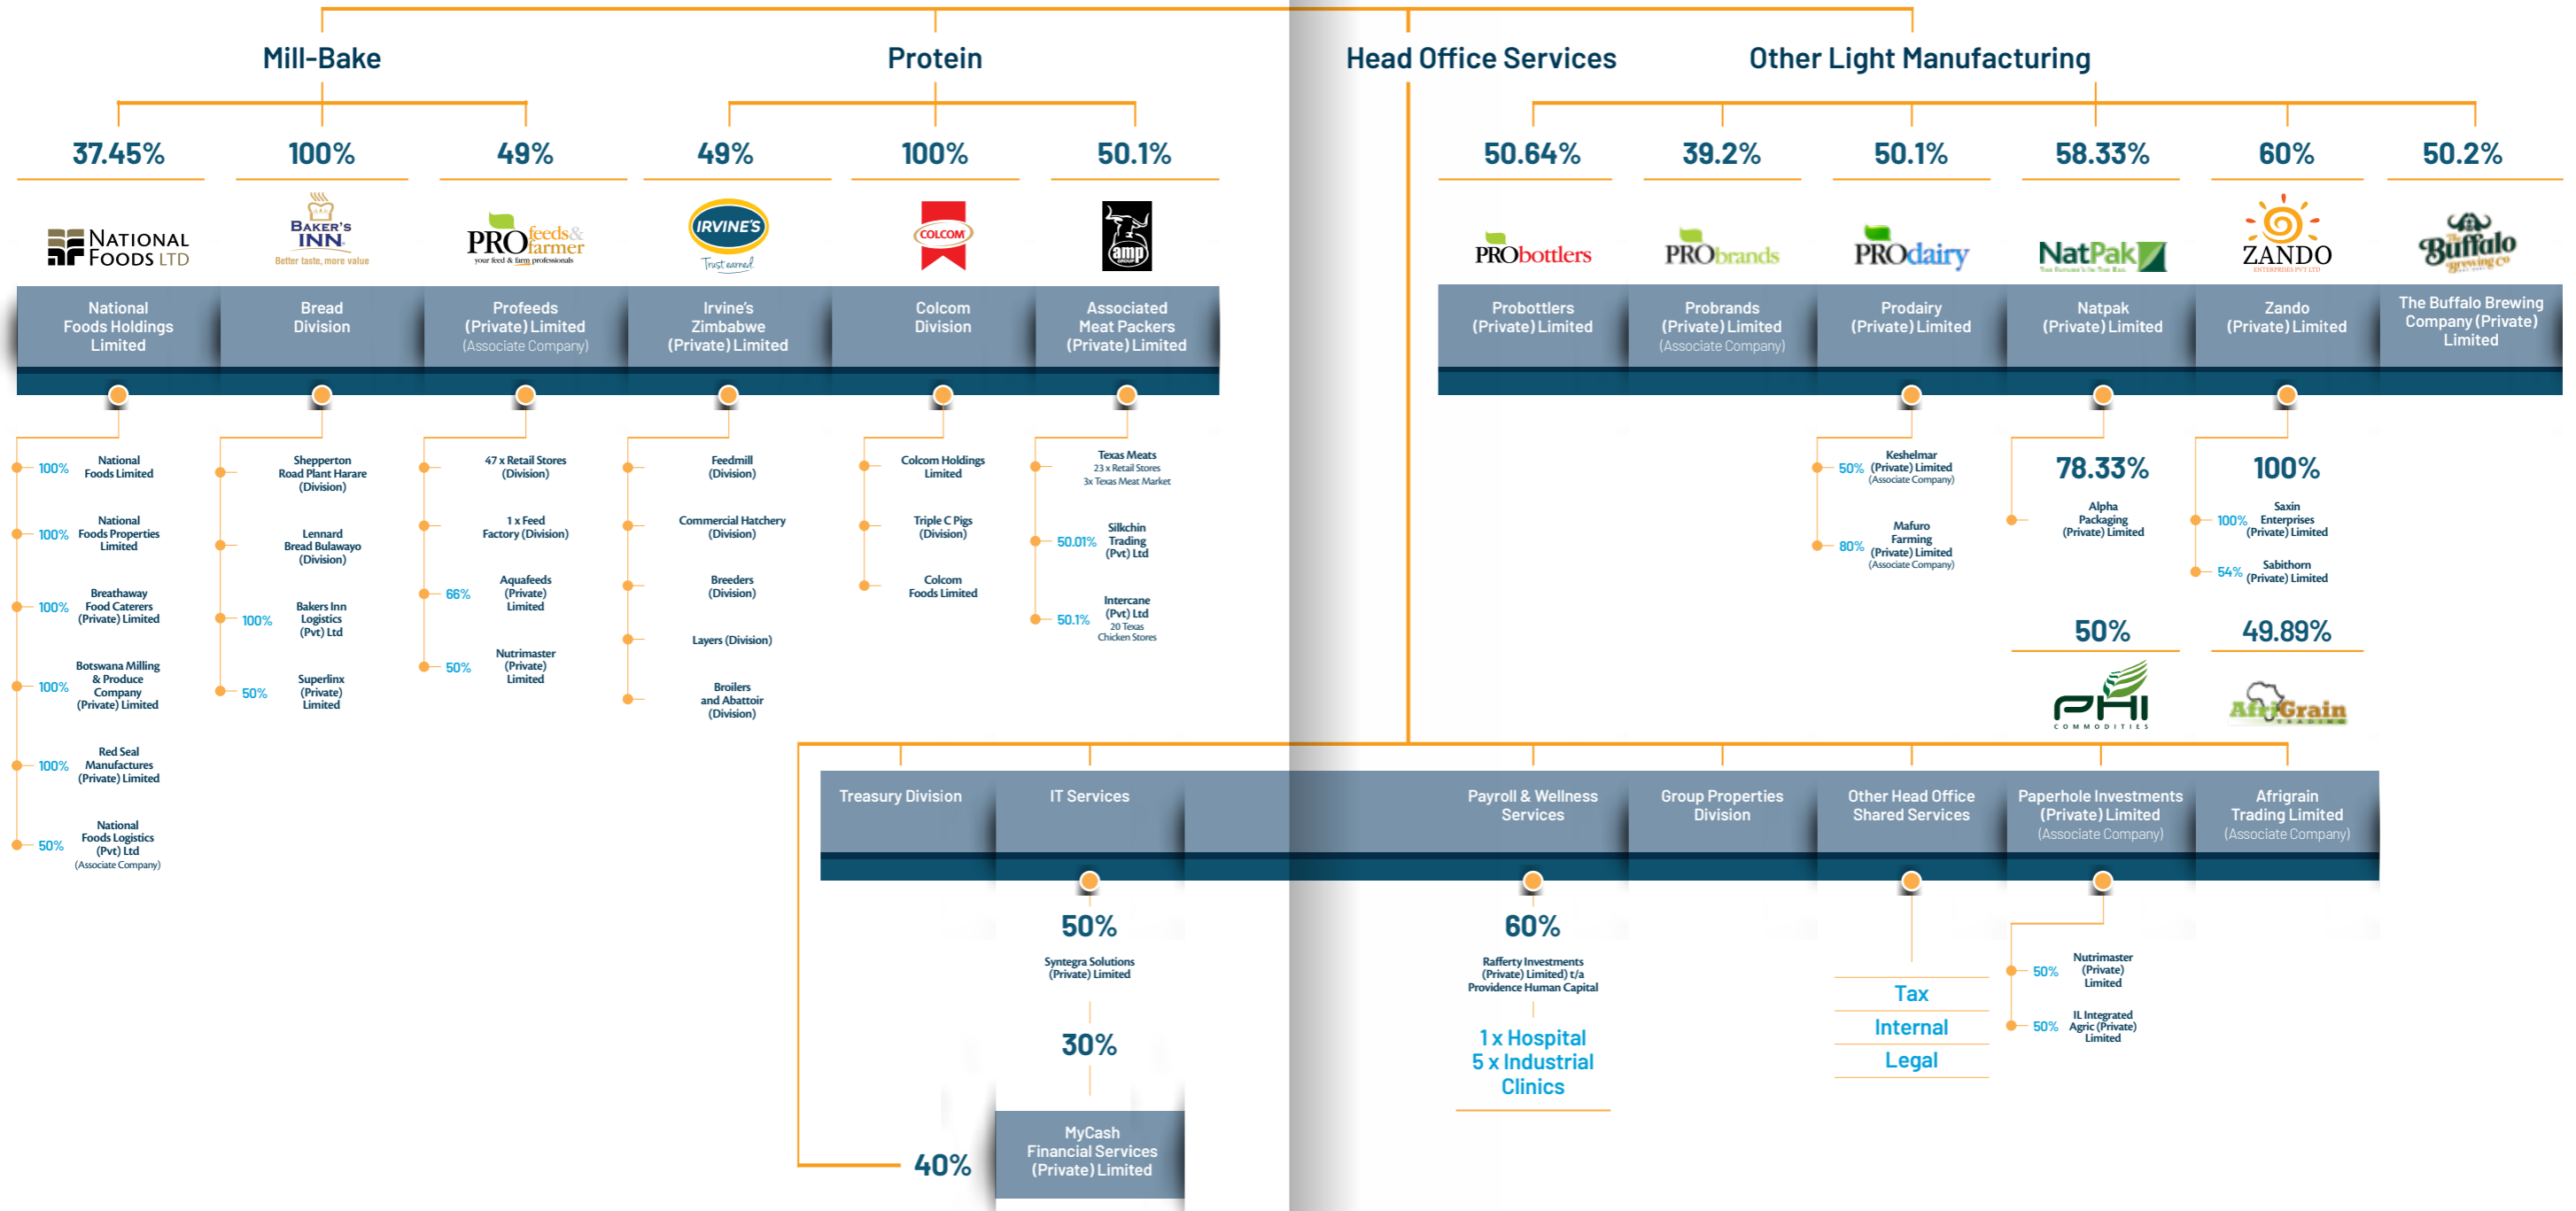 Mill-Bake
Protein
Head Office Services
Other Light Manufacturing
37.45%
100%
49%
49%
100%
50.1%
50.64%
39.2%
50.1%
58.33%
60%
50.2%
NATIONAL
FOODS LTD
BAKER'S
INN
Better taste, more value
PROfeeds&
farmer
your feed & farm professionals
IRVINE'S
Trust earned
COLCOM
amp
PRObottlers
PRObrands
PROdairy
NatPak
ZANDO
ENTERPRISES PVT LTD
The
Buffalo
Brewing Co
National
Foods Holdings
Limited
Bread
Division
Profeeds
(Private) Limited
(Associate Company)
Irvine's
Zimbabwe
(Private) Limited
Colcom
Division
Associated
Meat Packers
(Private) Limited
Probottlers
(Private) Limited
Probrands
(Private) Limited
(Associate Company)
Prodairy
(Private) Limited
Natpak
(Private) Limited
Zando
(Private) Limited
The Buffalo Brewing
Company (Private)
Limited
100%
National
Foods Limited
100%
National
Foods Properties
Limited
100%
Breathaway
Food Caterers
(Private) Limited
100%
Botswana Milling
& Produce
Company
(Private) Limited
100%
Red Seal
Manufactures
(Private) Limited
50%
National
Foods Logistics
(Pvt) Ltd
(Associate Company)
Shepperton
Road Plant Harare
(Division)
Lennard
Bread Bulawayo
(Division)
100%
Bakers Inn
Logistics
(Pvt) Ltd
50%
Superlinx
(Private)
Limited
47 x Retail Stores
(Division)
1 x Feed
Factory (Division)
66%
Aquafeeds
(Private)
Limited
50%
Nutrimaster
(Private)
Limited
Feedmill
(Division)
Commercial Hatchery
(Division)
Breeders
(Division)
Layers (Division)
Broilers
and Abattoir
(Division)
Colcom Holdings
Limited
Triple C Pigs
(Division)
Colcom
Foods Limited
Texas Meats
23 x Retail Stores
3x Texas Meat Market
50.01%
Silkchin
Trading
(Pvt) Ltd
50.1%
Intercane
(Pvt) Ltd
20 Texas
Chicken Stores
50%
Keshelmar
(Private) Limited
(Associate Company)
80%
Mafuro
Farming
(Private) Limited
(Associate Company)
78.33%
Alpha
Packaging
(Private) Limited
100%
100%
Saxin
Enterprises
(Private) Limited
54%
Sabithorn
(Private) Limited
50%
49.89%
PHI
COMMODITIES
AfriGrain
TRADING
Treasury Division
IT Services
Payroll & Wellness
Services
Group Properties
Division
Other Head Office
Shared Services
Paperhole Investments
(Private) Limited
(Associate Company)
Afrigrain
Trading Limited
(Associate Company)
50%
Syntegra Solutions
(Private) Limited
30%
40%
MyCash
Financial Services
(Private) Limited
60%
Rafferty Investments
(Private) Limited) t/a
Providence Human Capital
1 x Hospital
5 x Industrial
Clinics
Tax
Internal
Legal
50%
Nutrimaster
(Private)
Limited
50%
IL Integrated
Agric (Private)
Limited